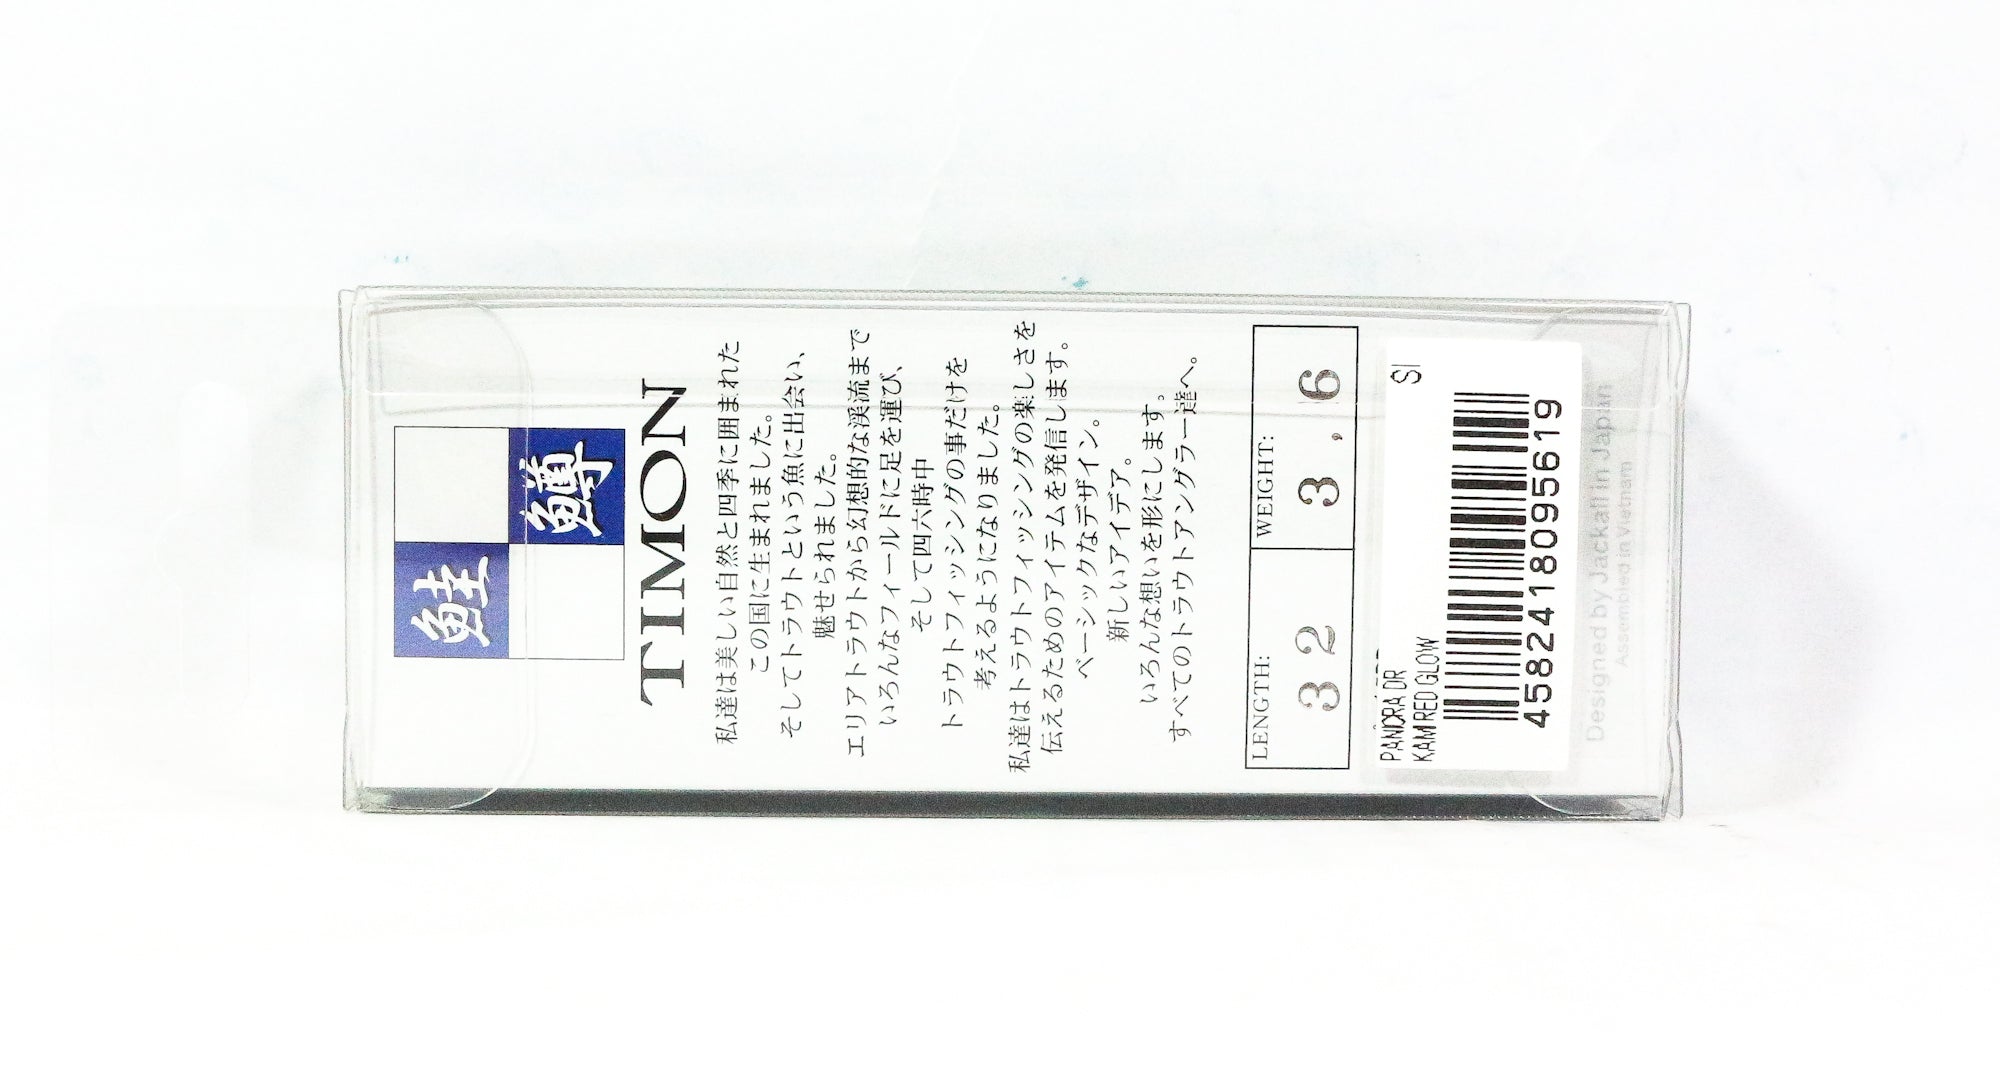 鮭
鱒
TIMON
私達は美しい自然と四季に囲まれた
この国に生まれました。
そしてトラウトという魚に出会い、
魅せられました。
エリアトラウトから幻想的な渓流まで
いろんなフィールドに足を運び、
そして四六時中
トラウトフィッシングの事だけを
考えるようになりました。
私達はトラウトフィッシングの楽しさを
伝えるためのアイテムを発信します。
ベーシックなデザイン。
新しいアイデア。
いろんな想いを形にします。
すべてのトラウトアングラー達へ。
LENGTH: WEIGHT:
32 3.6
PANDRA DR SI
KAMI RED GLOW
4582418095619
Designed by Jackall in Japan
Assembled in Vietnam